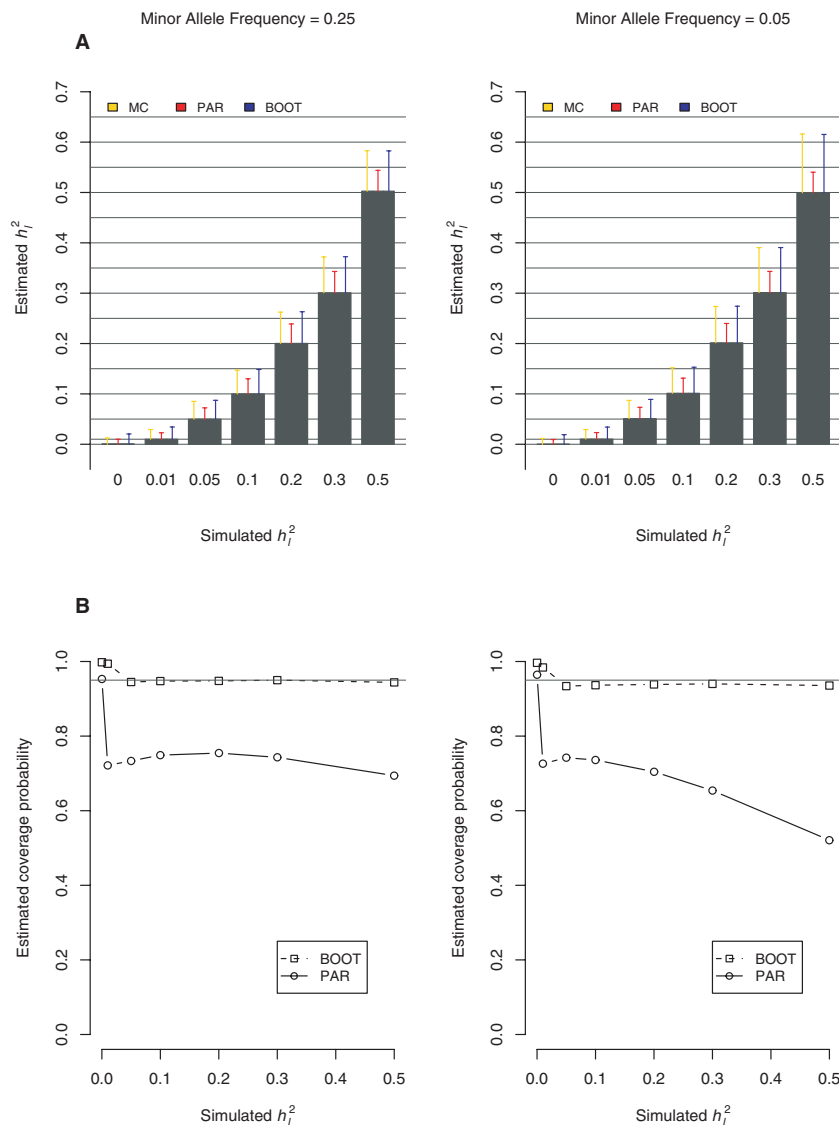 Minor Allele Frequency = 0.25
Minor Allele Frequency = 0.05
A
MC PAR BOOT
0.7
0.6
0.5
0.4
0.3
0.2
0.1
0.0
Estimated h_l^2
0 0.01 0.05 0.1 0.2 0.3 0.5
Simulated h_l^2
MC PAR BOOT
0.7
0.6
0.5
0.4
0.3
0.2
0.1
0.0
Estimated h_l^2
0 0.01 0.05 0.1 0.2 0.3 0.5
Simulated h_l^2
B
1.0
0.8
0.6
0.4
0.2
0.0
Estimated coverage probability
BOOT
PAR
0.0 0.1 0.2 0.3 0.4 0.5
Simulated h_l^2
1.0
0.8
0.6
0.4
0.2
0.0
Estimated coverage probability
BOOT
PAR
0.0 0.1 0.2 0.3 0.4 0.5
Simulated h_l^2